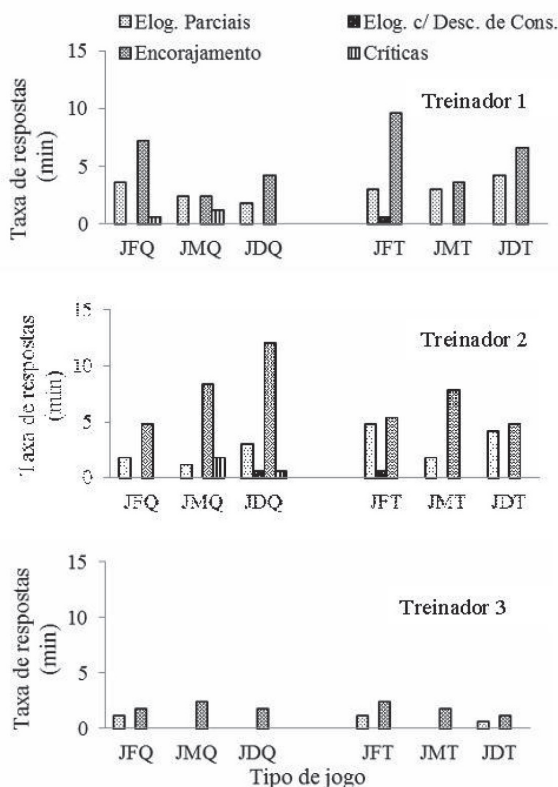 Elog. Parciais
Elog. c/ Desc. de Cons.
Encorajamento
Críticas
Treinador 1
Taxa de respostas
(min)
15
10
5
0
JFQ JMQ JDQ JFT JMT JDT
Treinador 2
Taxa de respostas
(min)
15
10
5
0
JFQ JMQ JDQ JFT JMT JDT
Treinador 3
Taxa de respostas
(min)
15
10
5
0
JFQ JMQ JDQ JFT JMT JDT
Tipo de jogo